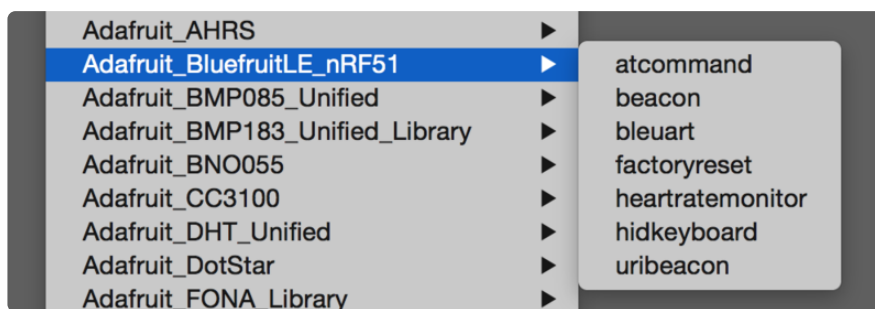 Adafruit_AHRS
Adafruit_BluefruitLE_nRF51
Adafruit_BMP085_Unified
Adafruit_BMP183_Unified_Library
Adafruit_BNO055
Adafruit_CC3100
Adafruit_DHT_Unified
Adafruit_DotStar
Adafruit_FONA_Library
atcommand
beacon
bleuart
factoryreset
heartratemonitor
hidkeyboard
uribeacon